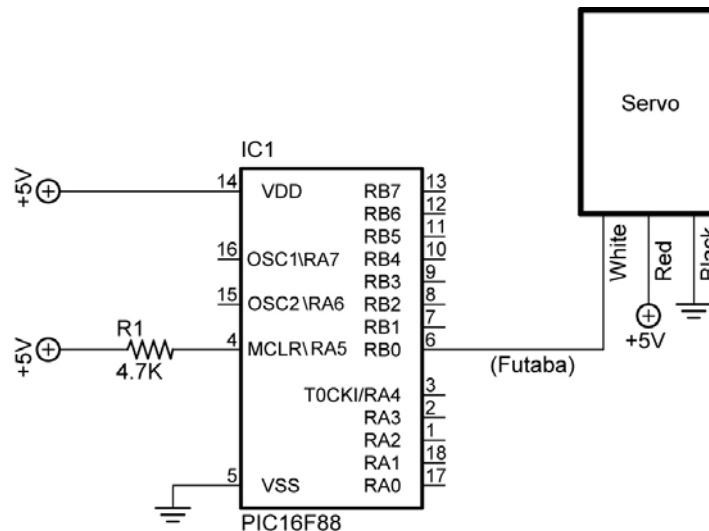 Servo
White
Red
Black
+5V
(Futaba)
IC1
+5V
14 VDD
16 OSC1\RA7
15 OSC2\RA6
+5V
R1
4.7K
4 MCLR\RA5
5 VSS
RB7 13
RB6 12
RB5 11
RB4 10
RB3 9
RB2 8
RB1 7
RB0 6
T0CKI/RA4 3
RA3 2
RA2 1
RA1 18
RA0 17
PIC16F88